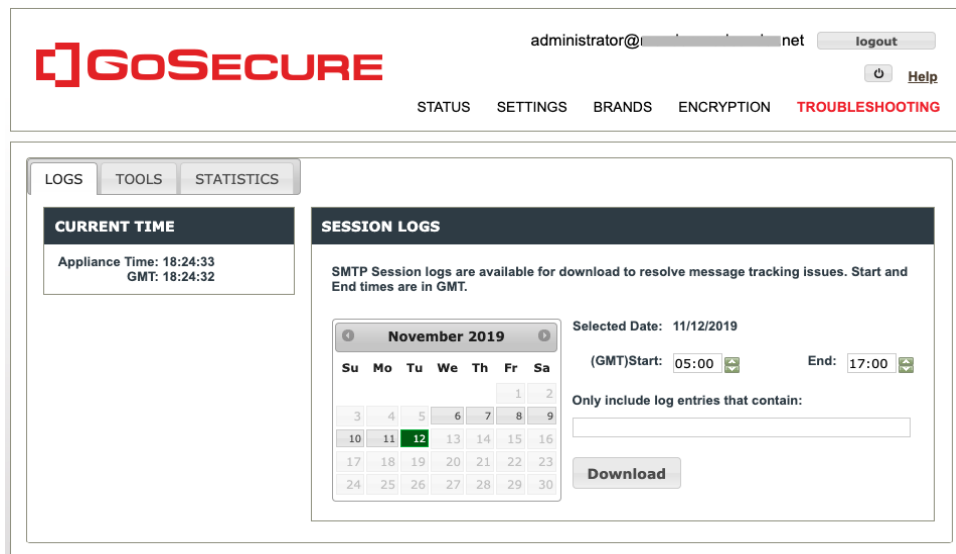 administrator@ net logout
GOSECURE
Help
STATUS SETTINGS BRANDS ENCRYPTION TROUBLESHOOTING
LOGS TOOLS STATISTICS
CURRENT TIME
Appliance Time: 18:24:33
GMT: 18:24:32
SESSION LOGS
SMTP Session logs are available for download to resolve message tracking issues. Start and
End times are in GMT.
November 2019
Su Mo Tu We Th Fr Sa
1 2
3 4 5 6 7 8 9
10 11 12 13 14 15 16
17 18 19 20 21 22 23
24 25 26 27 28 29 30
Selected Date: 11/12/2019
(GMT)Start: 05:00 End: 17:00
Only include log entries that contain:
Download